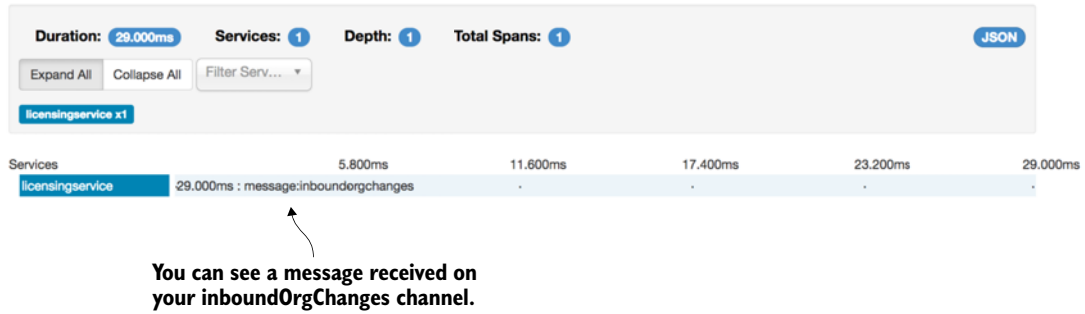 Duration: 29.000ms Services: 1 Depth: 1 Total Spans: 1 JSON
Expand All Collapse All Filter Serv...
licensingservice x1
Services 5.800ms 11.600ms 17.400ms 23.200ms 29.000ms
licensingservice 29.000ms : message:inboundorgchanges
You can see a message received on
your inboundOrgChanges channel.